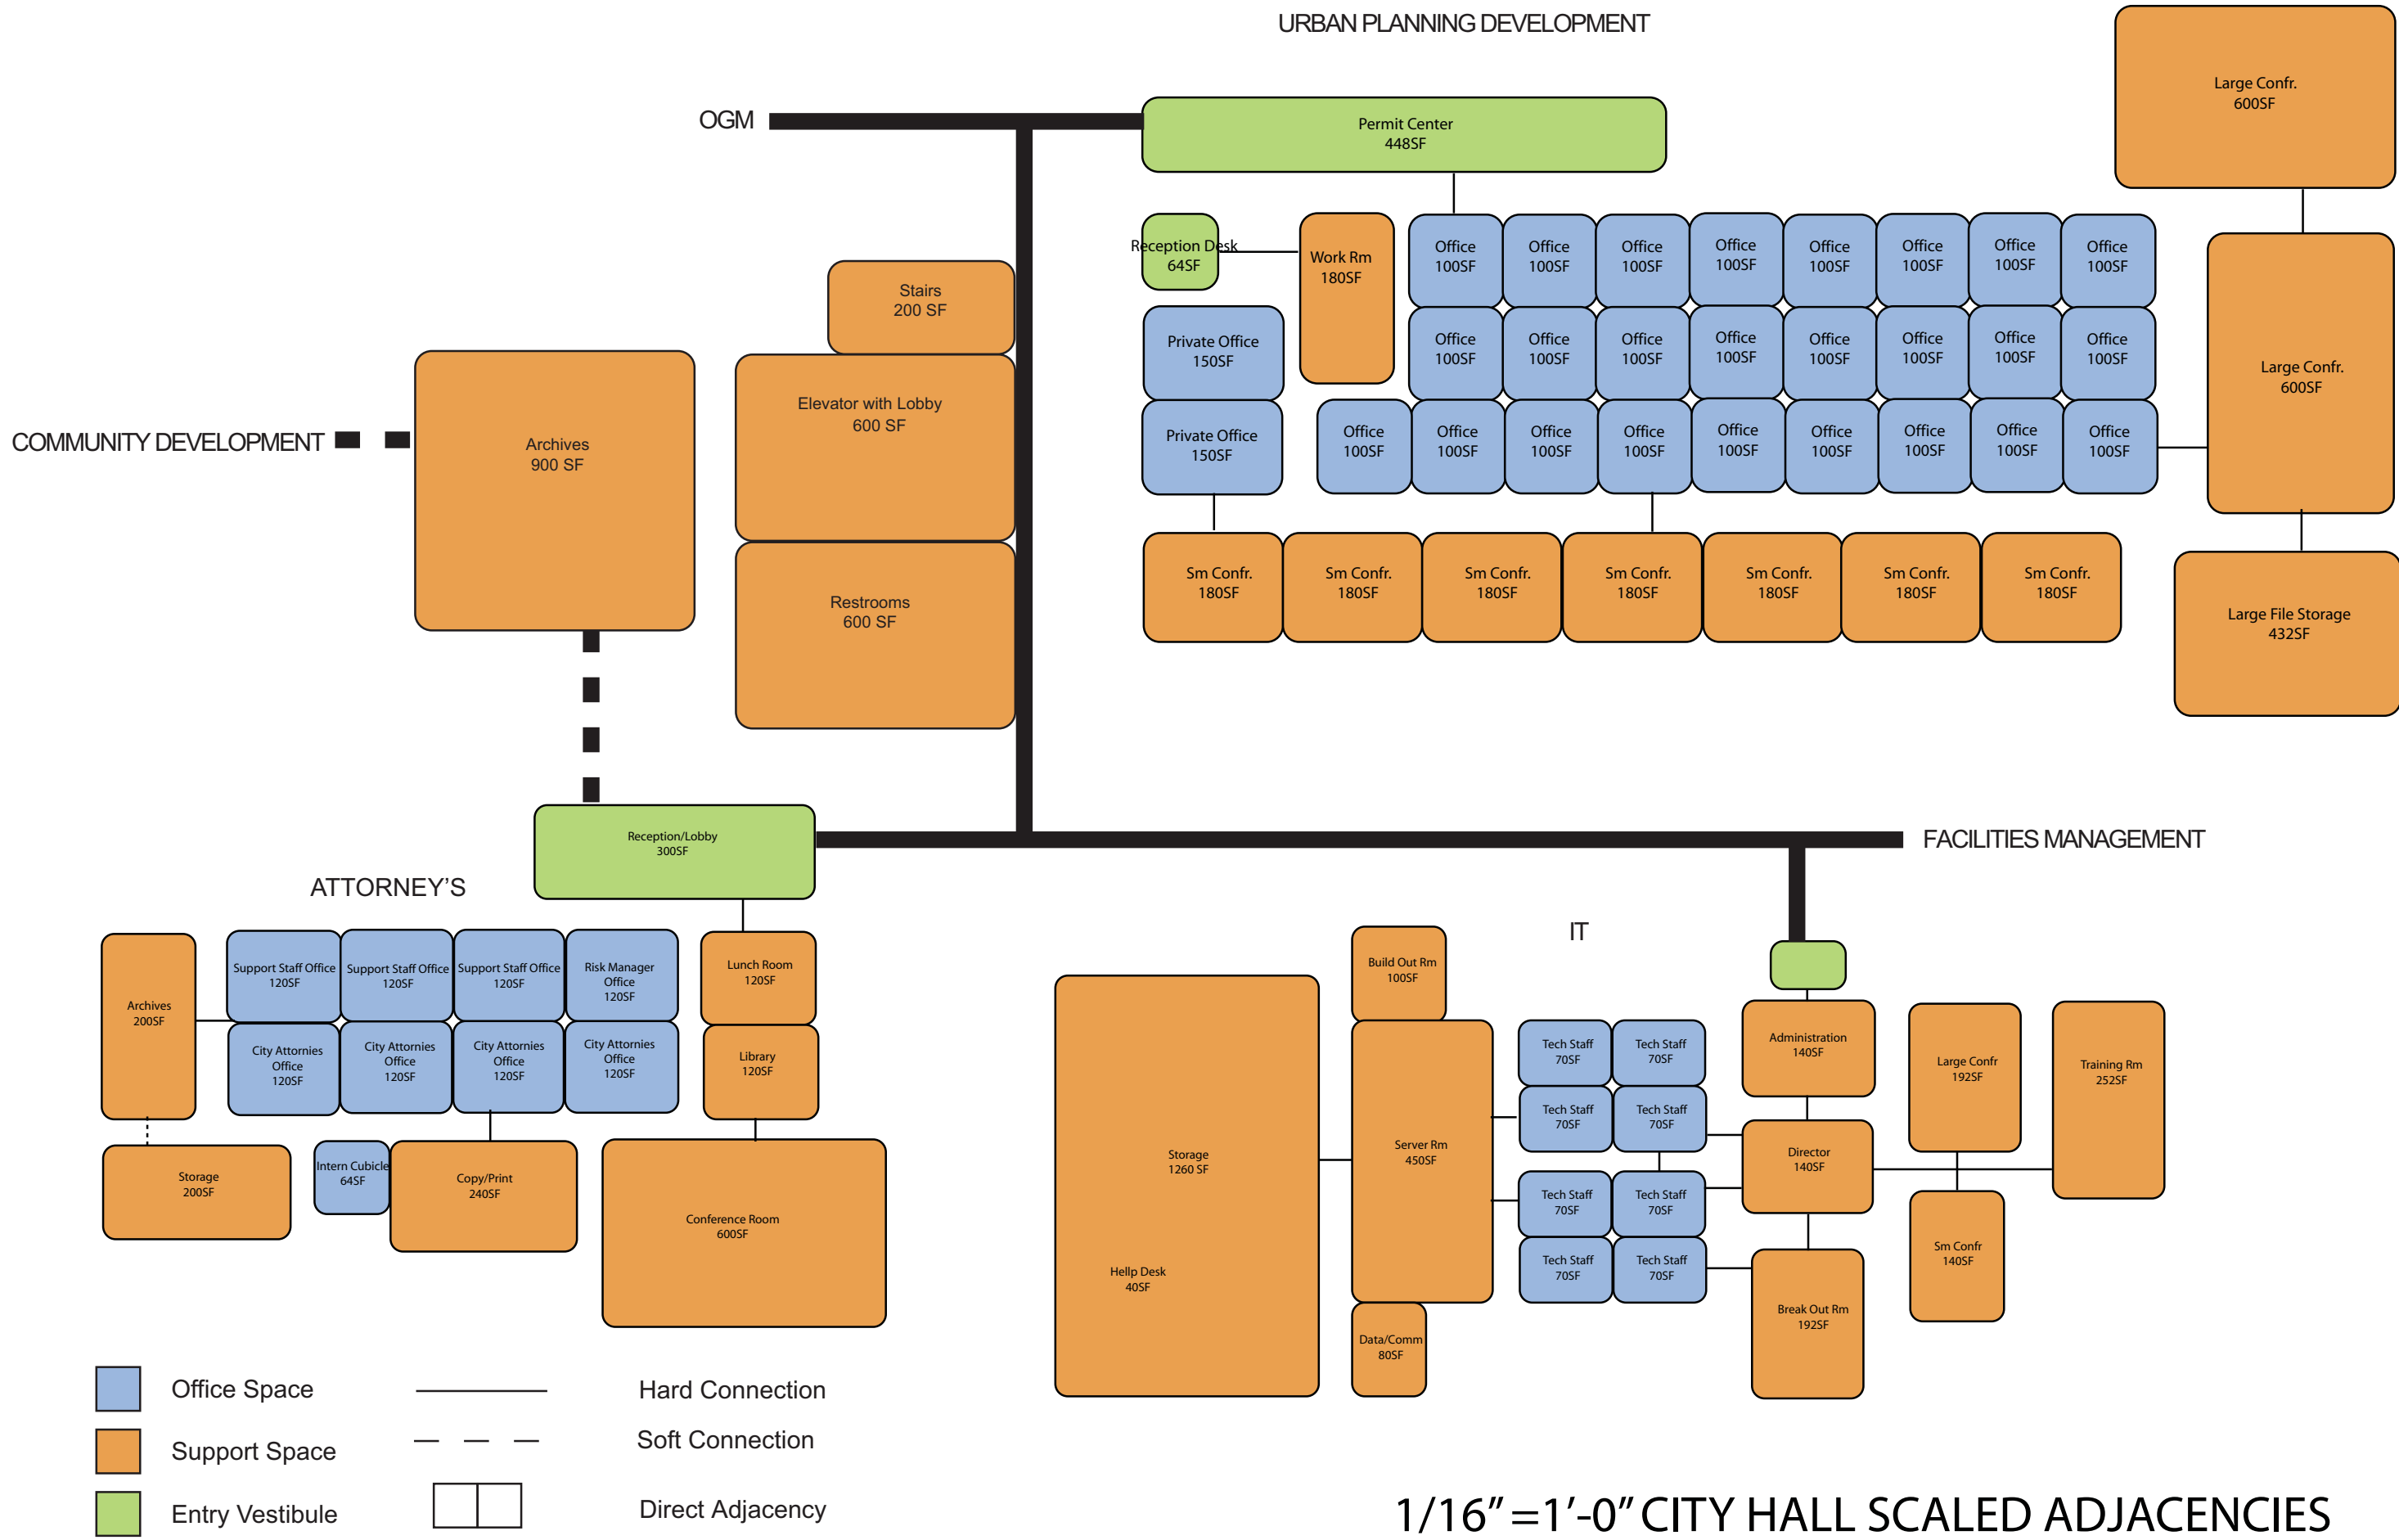 URBAN PLANNING DEVELOPMENT
Large Confr.
600SF
OGM
Permit Center
448SF
Reception Desk
64SF
Work Rm
180SF
Office
100SF
Office
100SF
Office
100SF
Office
100SF
Office
100SF
Office
100SF
Office
100SF
Office
100SF
Stairs
200 SF
Private Office
150SF
Office
100SF
Office
100SF
Office
100SF
Office
100SF
Office
100SF
Office
100SF
Office
100SF
Office
100SF
Large Confr.
600SF
Elevator with Lobby
600 SF
COMMUNITY DEVELOPMENT
Archives
900 SF
Private Office
150SF
Office
100SF
Office
100SF
Office
100SF
Office
100SF
Office
100SF
Office
100SF
Office
100SF
Office
100SF
Office
100SF
Restrooms
600 SF
Sm Confr.
180SF
Sm Confr.
180SF
Sm Confr.
180SF
Sm Confr.
180SF
Sm Confr.
180SF
Sm Confr.
180SF
Sm Confr.
180SF
Large File Storage
432SF
Reception/Lobby
300SF
FACILITIES MANAGEMENT
ATTORNEY'S
Archives
200SF
Support Staff Office
120SF
Support Staff Office
120SF
Support Staff Office
120SF
Risk Manager
Office
120SF
Lunch Room
120SF
City Attornies
Office
120SF
City Attornies
Office
120SF
City Attornies
Office
120SF
City Attornies
Office
120SF
Library
120SF
Storage
200SF
Intern Cubicle
64SF
Copy/Print
240SF
Conference Room
600SF
IT
Build Out Rm
100SF
Storage
1260 SF
Hellp Desk
40SF
Server Rm
450SF
Data/Comm
80SF
Tech Staff
70SF
Tech Staff
70SF
Tech Staff
70SF
Tech Staff
70SF
Tech Staff
70SF
Tech Staff
70SF
Tech Staff
70SF
Tech Staff
70SF
Administration
140SF
Director
140SF
Break Out Rm
192SF
Large Confr
192SF
Sm Confr
140SF
Training Rm
252SF
Office Space
Hard Connection
Support Space
Soft Connection
Entry Vestibule
Direct Adjacency
1/16"=1'-0" CITY HALL SCALED ADJACENCIES